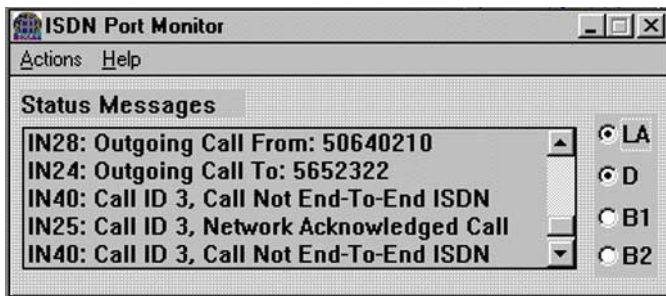 ISDN Port Monitor
Actions Help
Status Messages
IN28: Outgoing Call From: 50640210
IN24: Outgoing Call To: 5652322
IN40: Call ID 3, Call Not End-To-End ISDN
IN25: Call ID 3, Network Acknowledged Call
IN40: Call ID 3, Call Not End-To-End ISDN
LA
D
B1
B2